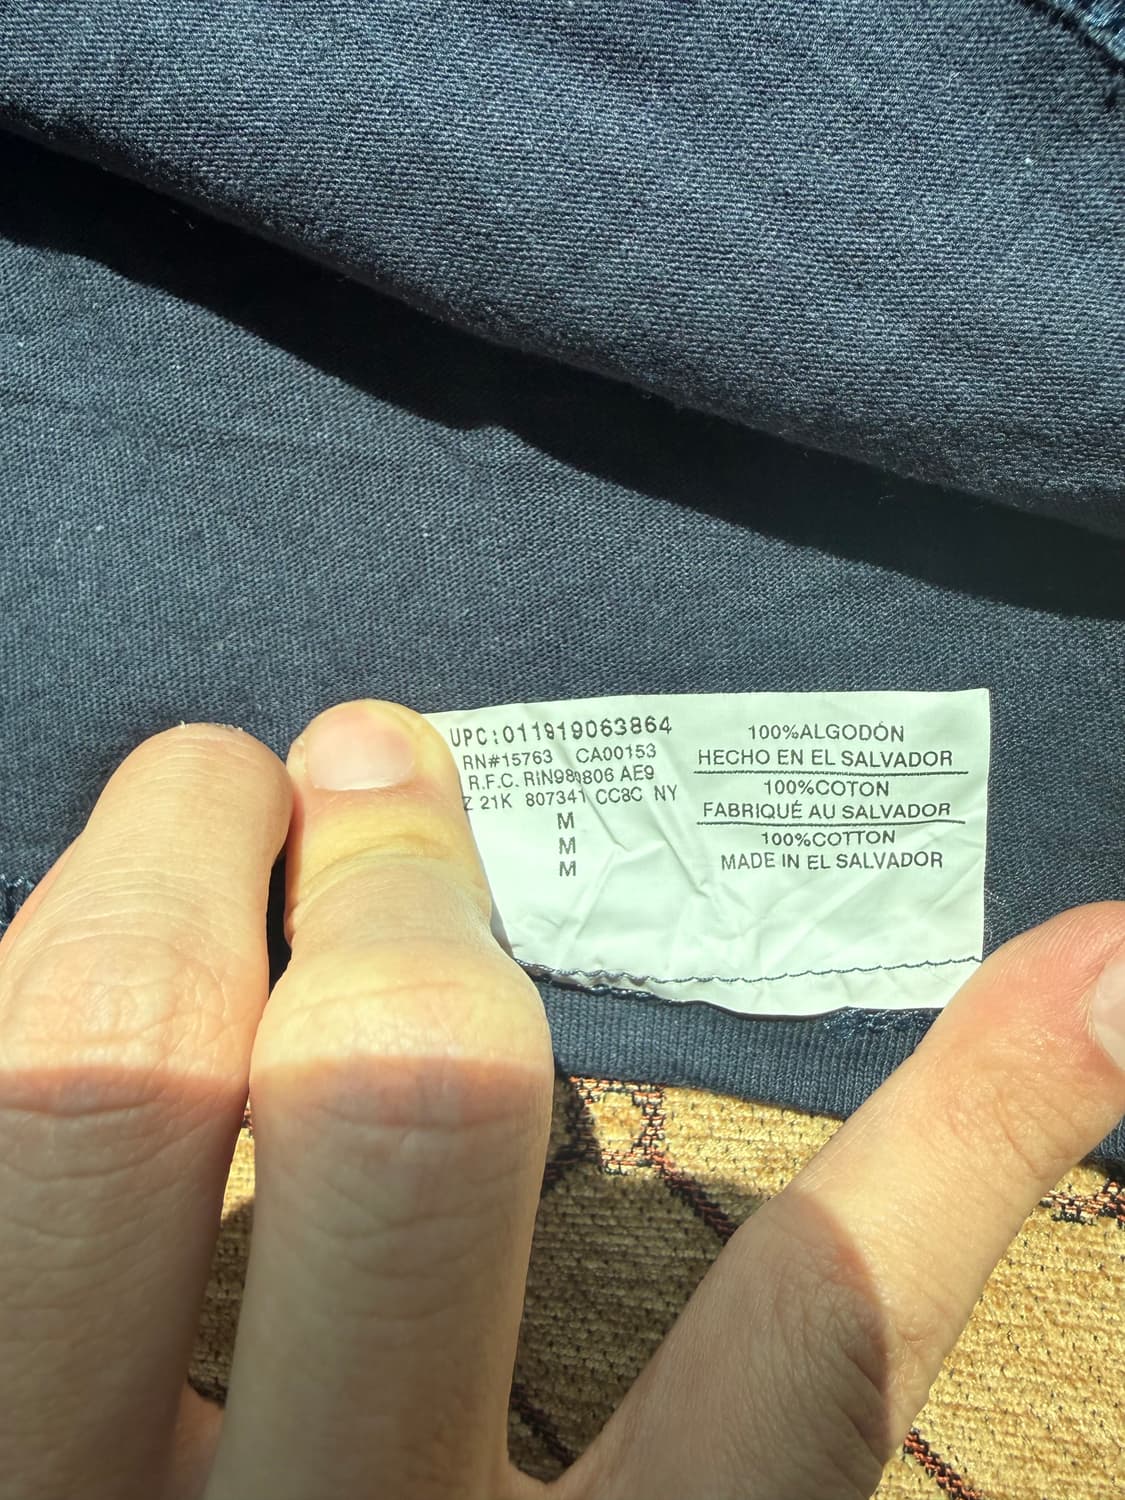 UPC:011919063864
RN#15763 CA00153
R.F.C. RIN980806 AE9
Z 21K 807341 CC8C NY
M
M
M
100%ALGODÓN
HECHO EN EL SALVADOR
100%COTON
FABRIQUÉ AU SALVADOR
100%COTTON
MADE IN EL SALVADOR